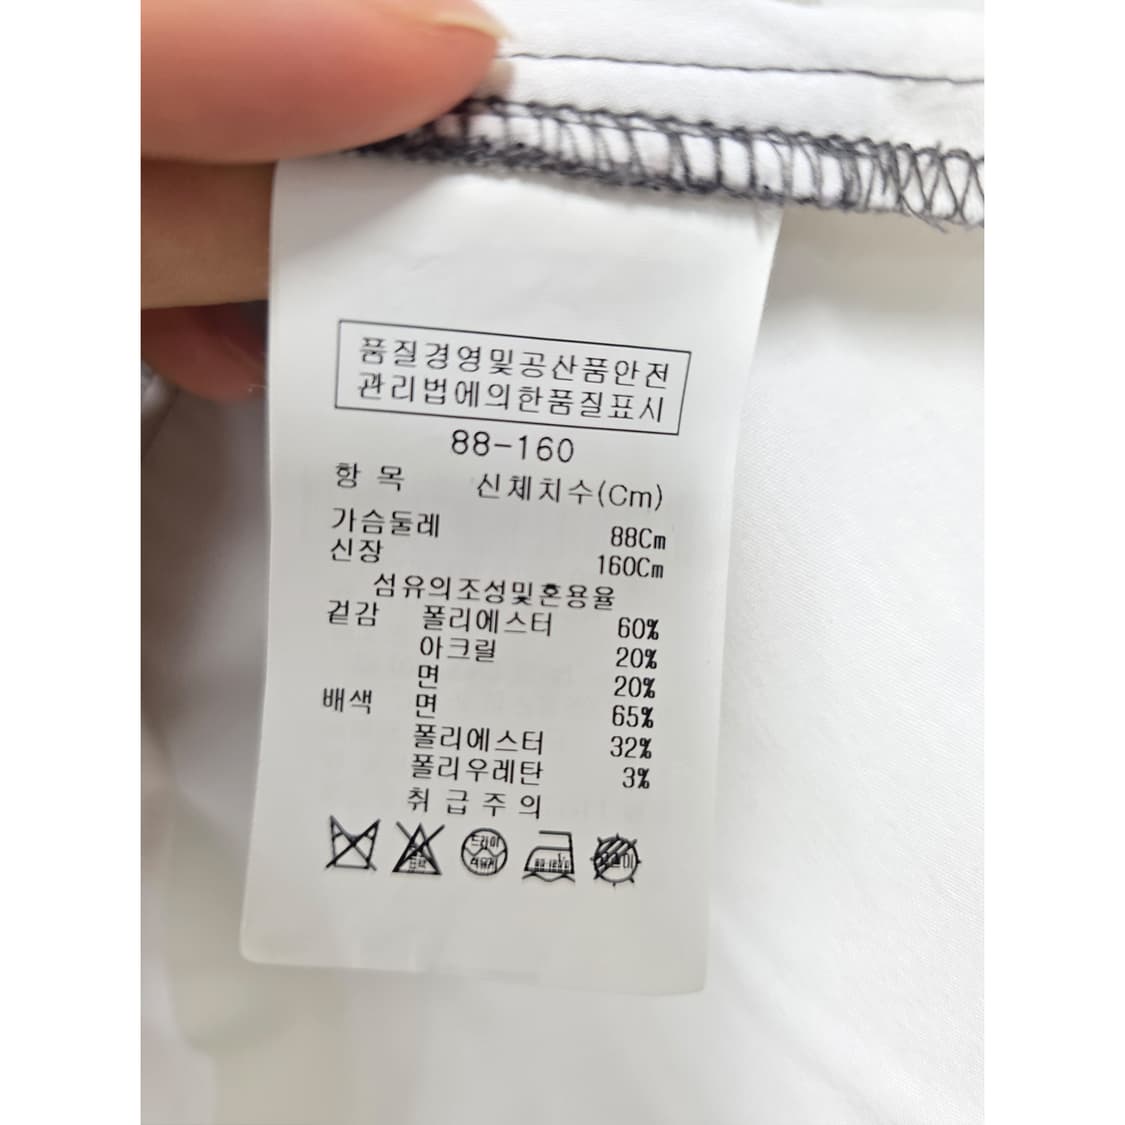 품질경영및공산품안전
관리법에의한품질표시
88-160
항 목 신체치수(Cm)
가슴둘레 88Cm
신장 160Cm
섬유의조성및혼용율
겉감 폴리에스터 60%
아크릴 20%
면 20%
배색 면 65%
폴리에스터 32%
폴리우레탄 3%
취 급 주 의
드라이